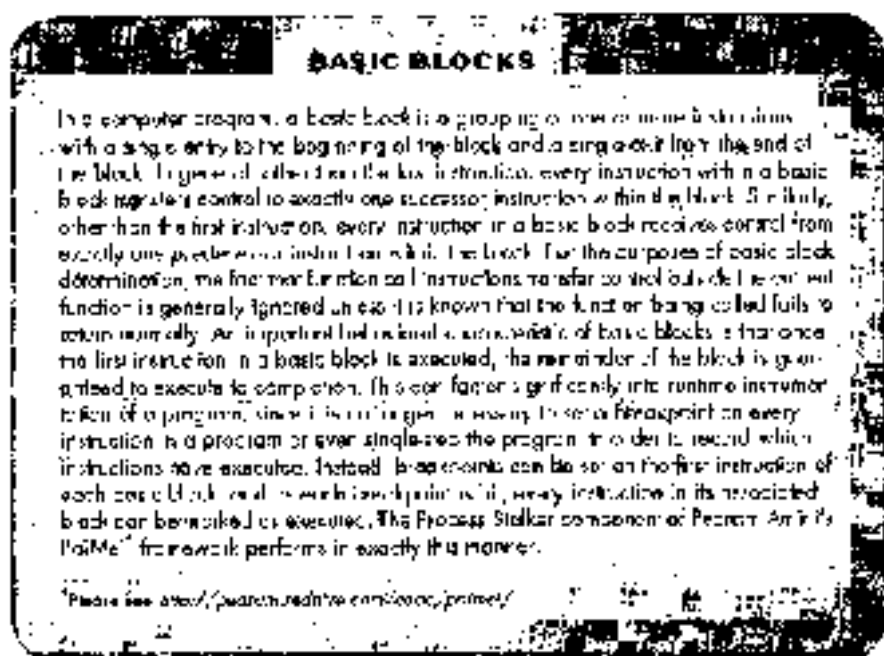 BASIC BLOCKS
In a computer program, a basic block is a grouping of one or more instructions
with a single entry to the beginning of the block and a single exit from the end of
the block. In general, other than the last instruction, every instruction within a basic
block transfers control to exactly one successor instruction within the block. Similarly,
other than the first instruction, every instruction in a basic block receives control from
exactly one predecessor instruction within the block. For the purposes of basic block
determination, the fact that function call instructions transfer control outside the current
function is generally ignored unless it is known that the function being called fails to
return normally. An important behavioral characteristic of basic blocks is that once
the first instruction in a basic block is executed, the remainder of the block is guar-
anteed to execute to completion. This can factor significantly into runtime instrumen-
tation of a program, since it is no longer necessary to set a breakpoint on every
instruction in a program or even single-step the program in order to record which
instructions have executed. Instead, breakpoints can be set on the first instruction of
each basic block, and as each breakpoint is hit, every instruction in its associated
block can be marked as executed. The Process Stalker component of Pedram Amini's
PaiMei* framework performs in exactly this manner.
*Please see